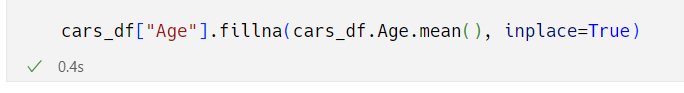 cars_df["Age"].fillna(cars_df.Age.mean(), inplace=True)
0.4s